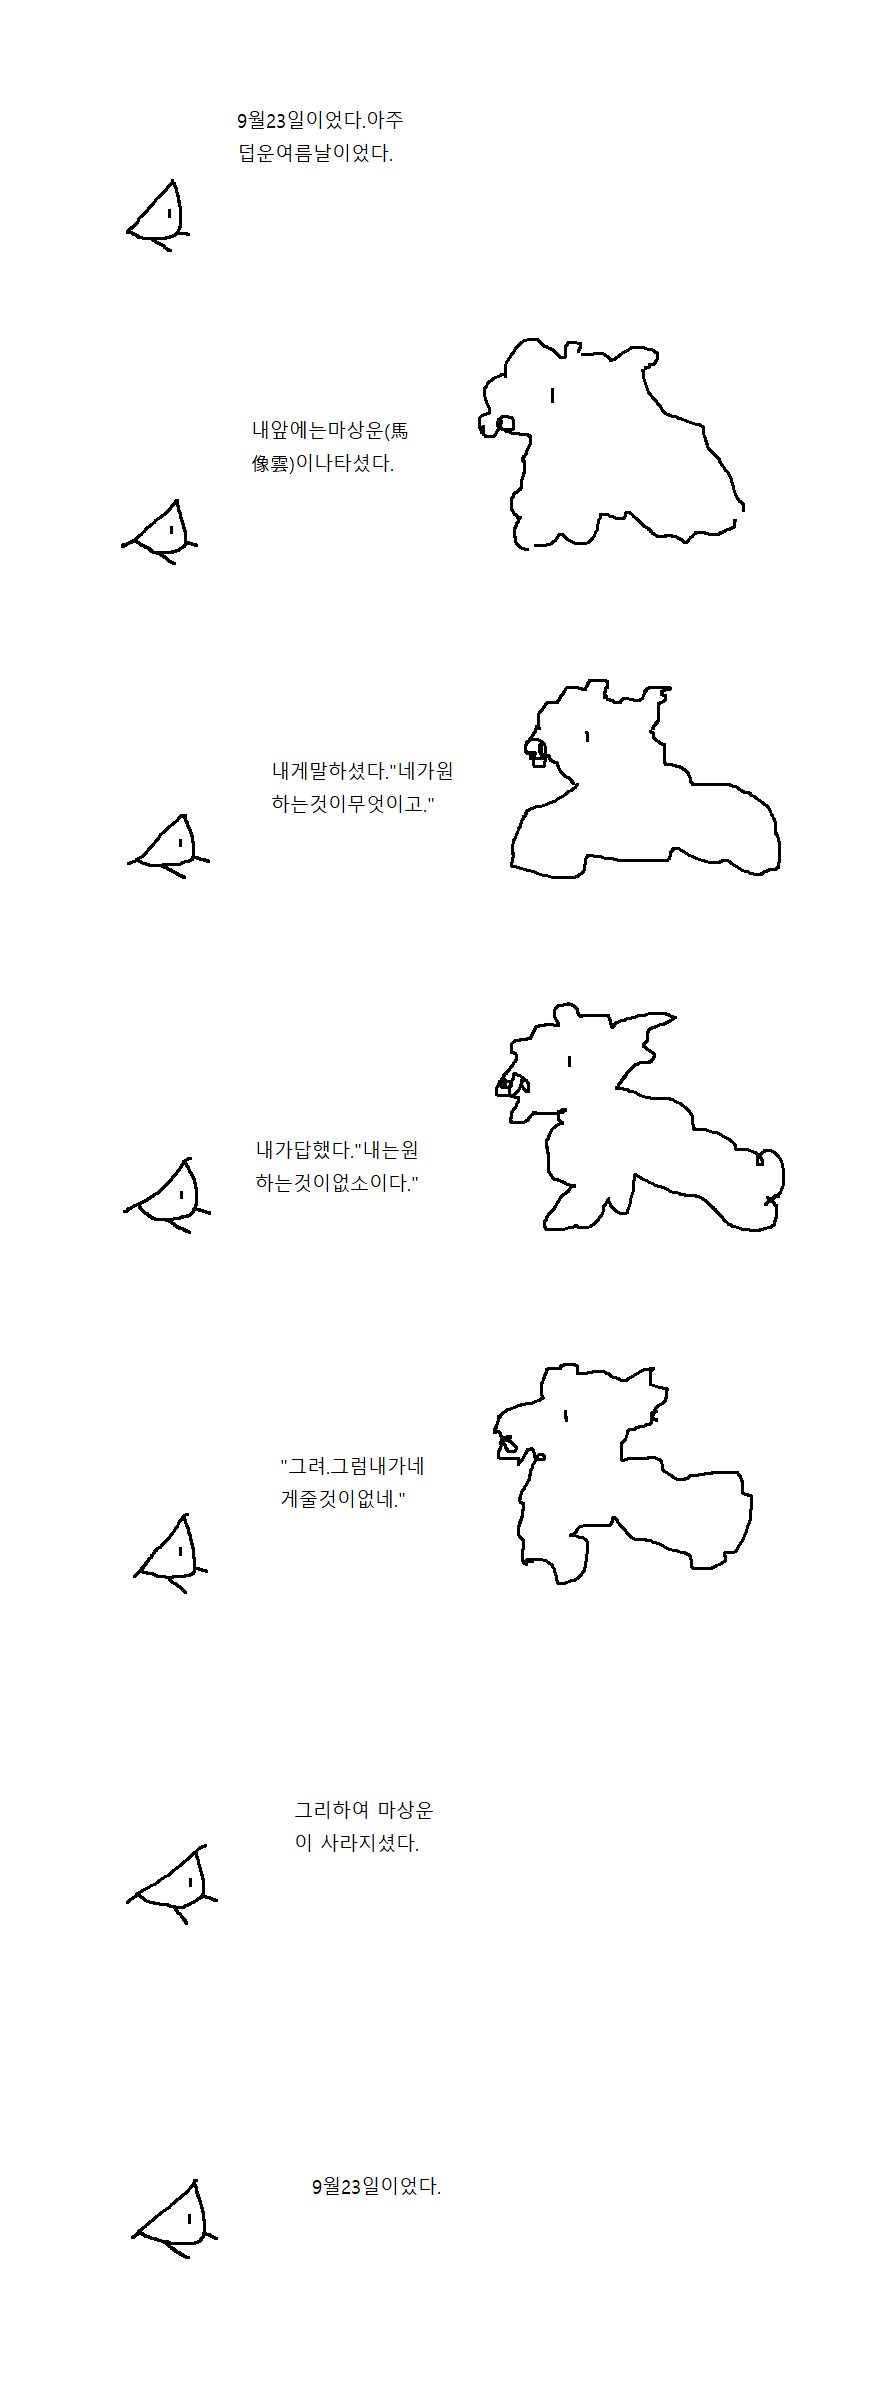 9월23일이었다.아주
덥운여름날이었다.
내앞에는마상운(馬
像雲)이나타셨다.
내게말하셨다."네가원
하는것이무엇이고."
내가답했다."내는원
하는것이없소이다."
"그려.그럼내가네
게줄것이없네."
그리하여 마상운
이 사라지셨다.
9월23일이었다.